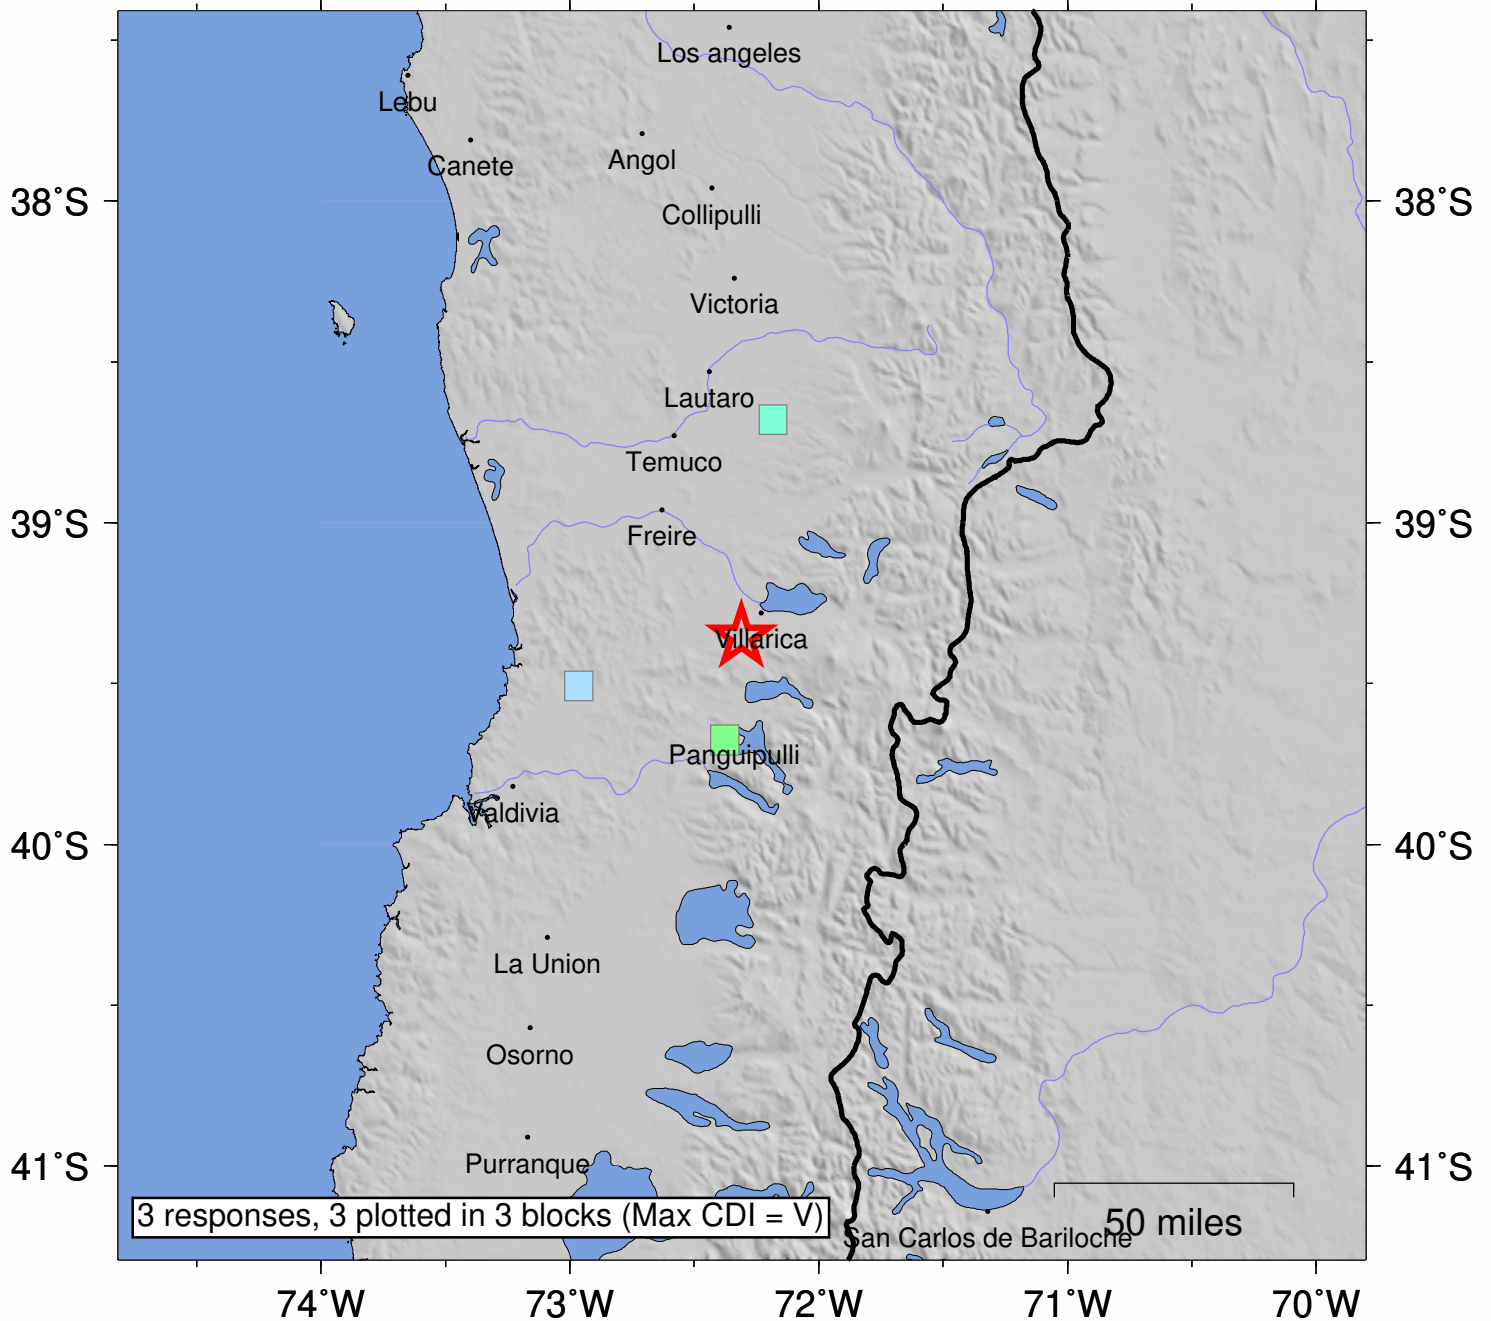 Los angeles
Lebu
Canete
Angol
38°S
38°S
Collipulli
Victoria
Lautaro
Temuco
39°S
39°S
Freire
Villarica
Panguipulli
Valdivia
40°S
40°S
La Union
Osorno
Purranque
41°S
41°S
3 responses, 3 plotted in 3 blocks (Max CDI = V)
50 miles
San Carlos de Bariloche
74°W
73°W
72°W
71°W
70°W